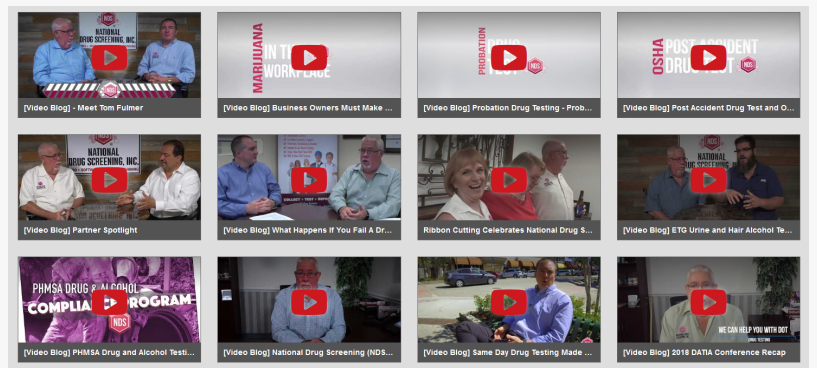 NATIONAL
DRUG SCREENING, INC.
NDS
[Video Blog] - Meet Tom Fulmer
MARIJUANA
IN THE
WORKPLACE
[Video Blog] Business Owners Must Make ...
PROBATION
DRUG
TEST
NDS
[Video Blog] Probation Drug Testing - Prob...
OSHA
POST ACCIDENT
DRUG TEST
NDS
[Video Blog] Post Accident Drug Test and O...
NATIONAL
DRUG SCREENING, INC.
[Video Blog] Partner Spotlight
[Video Blog] What Happens If You Fail A Dr...
Ribbon Cutting Celebrates National Drug S...
NATIONAL
DRUG SCREENING, INC.
[Video Blog] ETG Urine and Hair Alcohol Te...
PHMSA DRUG & ALCOHOL
COMPLIANCE PROGRAM
NDS
[Video Blog] PHMSA Drug and Alcohol Testi...
[Video Blog] National Drug Screening (NDS...
[Video Blog] Same Day Drug Testing Made ...
WE CAN HELP YOU WITH DOT
DRUG TESTING
[Video Blog] 2018 DATIA Conference Recap